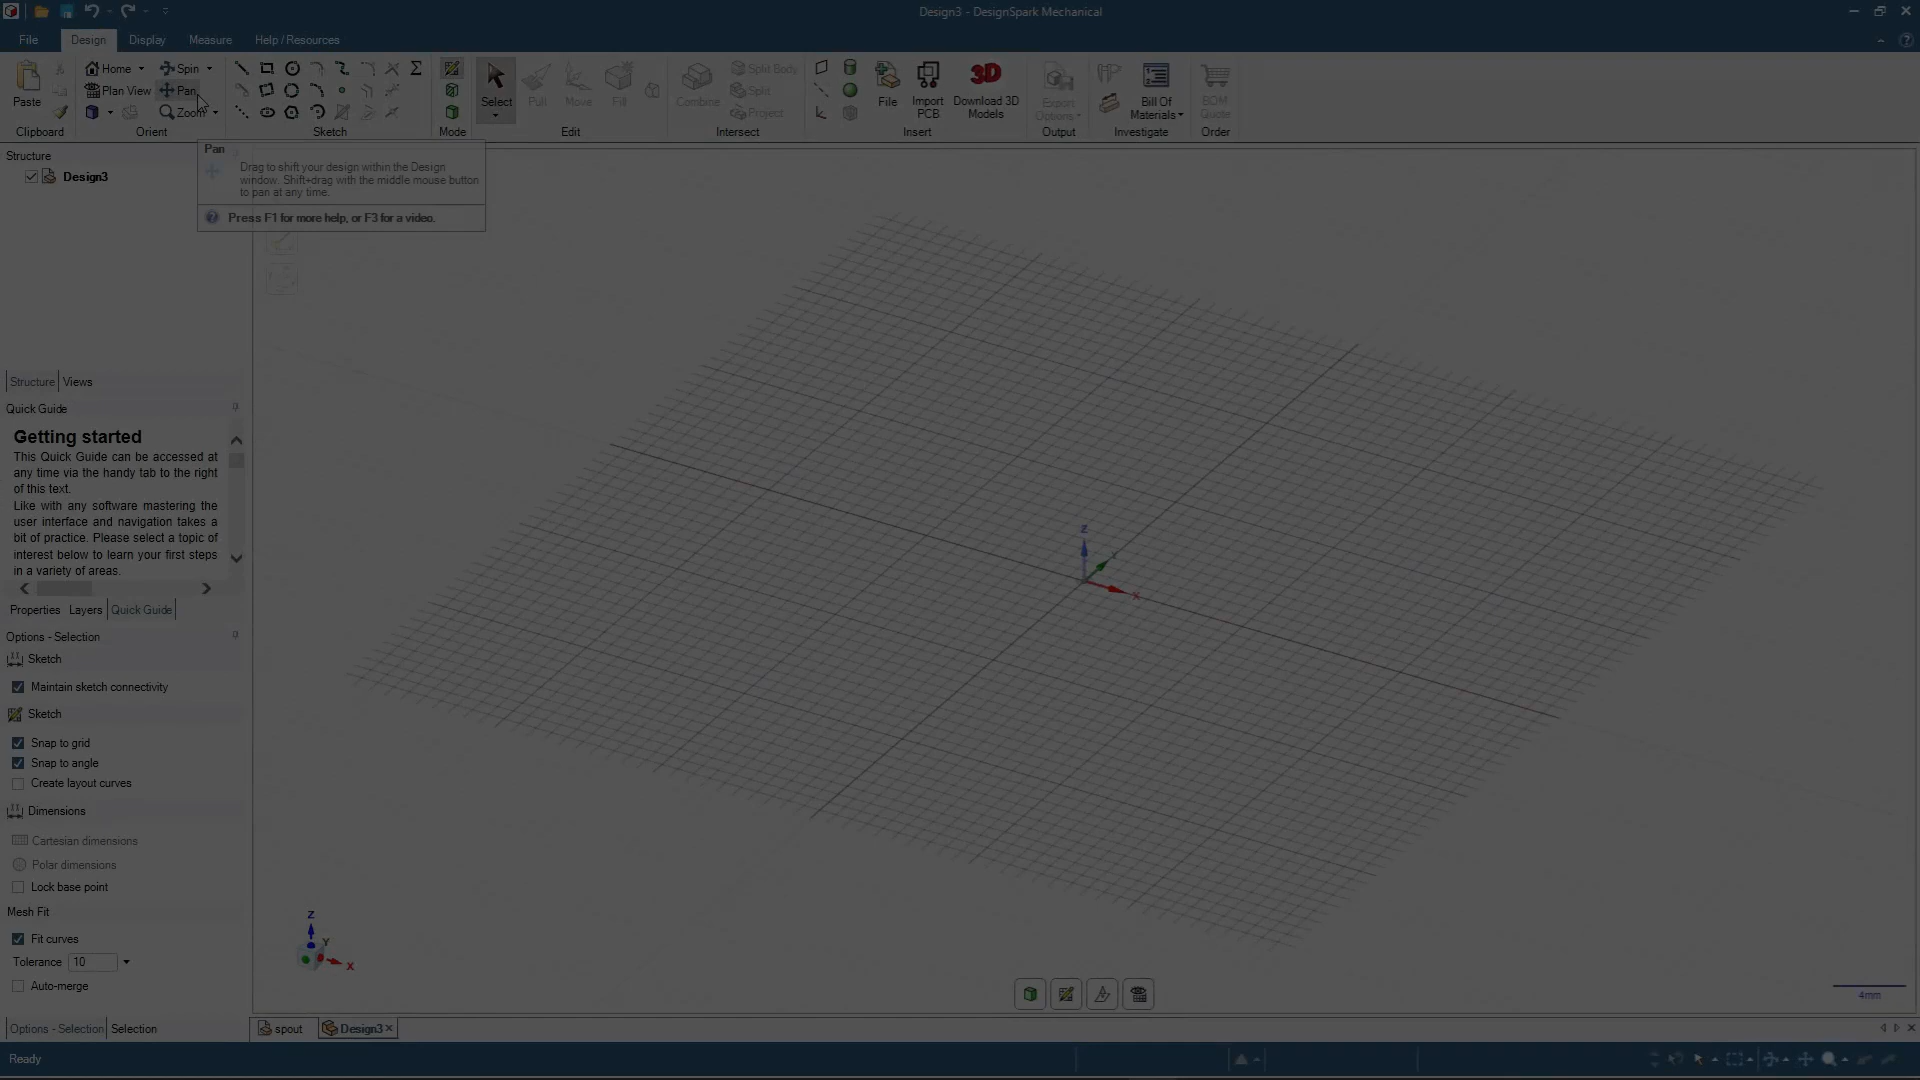 Design3 - DesignSpark Mechanical
File Design Display Measure Help / Resources
Home Spin
Paste Plan View Pan
Zoom
Select Pull Move Fill
Combine Split Body
Split
Project
File Import PCB Download 3D Models
Export Options Bill Of Materials BOM Quote
Clipboard Orient Sketch Mode Edit Intersect Insert Output Investigate Order
Structure
Design3
Pan
Drag to shift your design within the Design
window. Shift+drag with the middle mouse button
to pan at any time.
Press F1 for more help, or F3 for a video.
Structure Views
Quick Guide
Getting started
This Quick Guide can be accessed at
any time via the handy tab to the right
of this text.
Like with any software mastering the
user interface and navigation takes a
bit of practice. Please select a topic of
interest below to learn your first steps
in a variety of areas.
Properties Layers Quick Guide
Options - Selection
Sketch
Maintain sketch connectivity
Sketch
Snap to grid
Snap to angle
Create layout curves
Dimensions
Cartesian dimensions
Polar dimensions
Lock base point
Mesh Fit
Fit curves
Tolerance 10
Auto-merge
Options - Selection Selection
Z
X
Z
Y
X
4mm
spout Design3
Ready